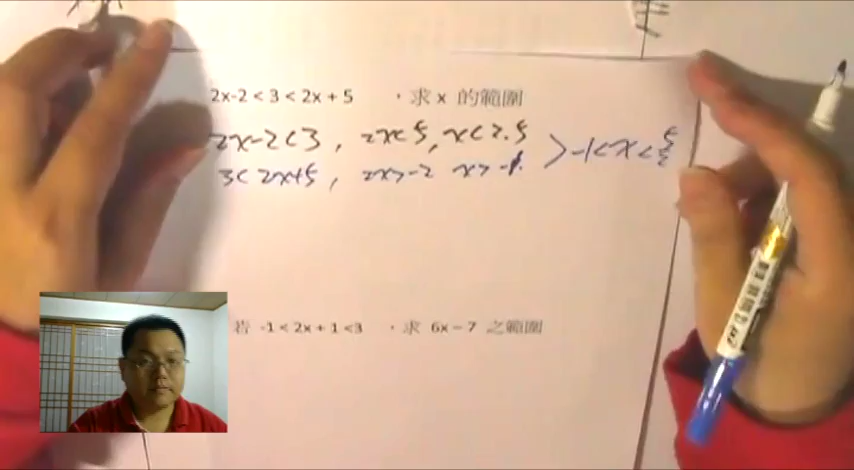 2x-2 < 3 < 2x + 5 ,求 x 的範圍
2x-2<3 , 2x<5 , x<2.5
3<2x+5 , 2x>-2 x>-1. >-1<x<5/2
若 -1 < 2x + 1 <3 ,求 6x – 7 之範圍